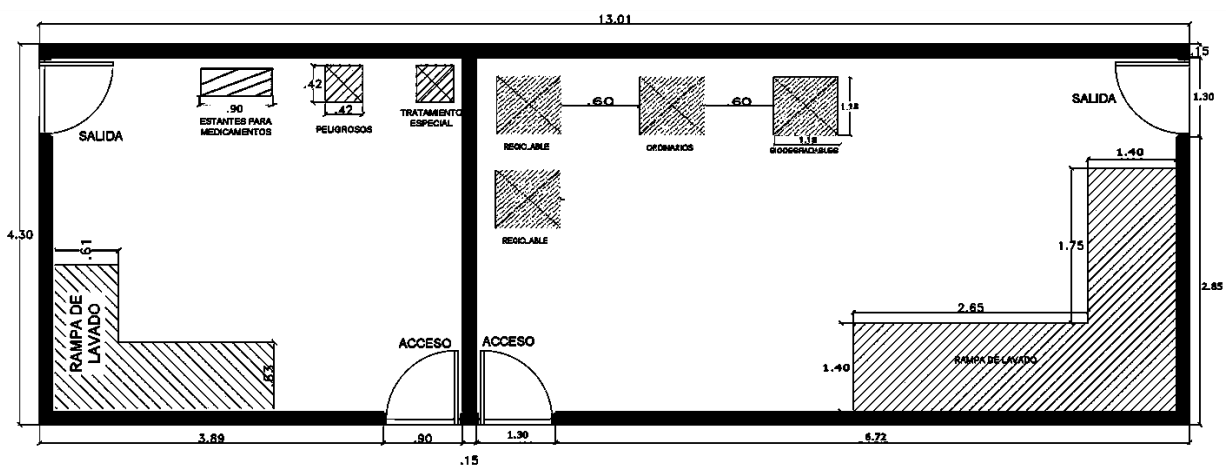 13.01
.15
1.30
SALIDA
.42
.42
PELIGROSOS
.90
ESTANTES PARA
MEDICAMENTOS
TRATAMIENTO
ESPECIAL
SALIDA
.60
.60
1.18
1.18
RECICLABLE
ORDINARIOS
BIODEGRADABLES
RECICLABLE
1.40
4.30
.61
RAMPA DE
LAVADO
.83
ACCESO
ACCESO
1.75
2.65
1.40
RAMPA DE LAVADO
2.85
3.89
.90
.15
1.30
6.72